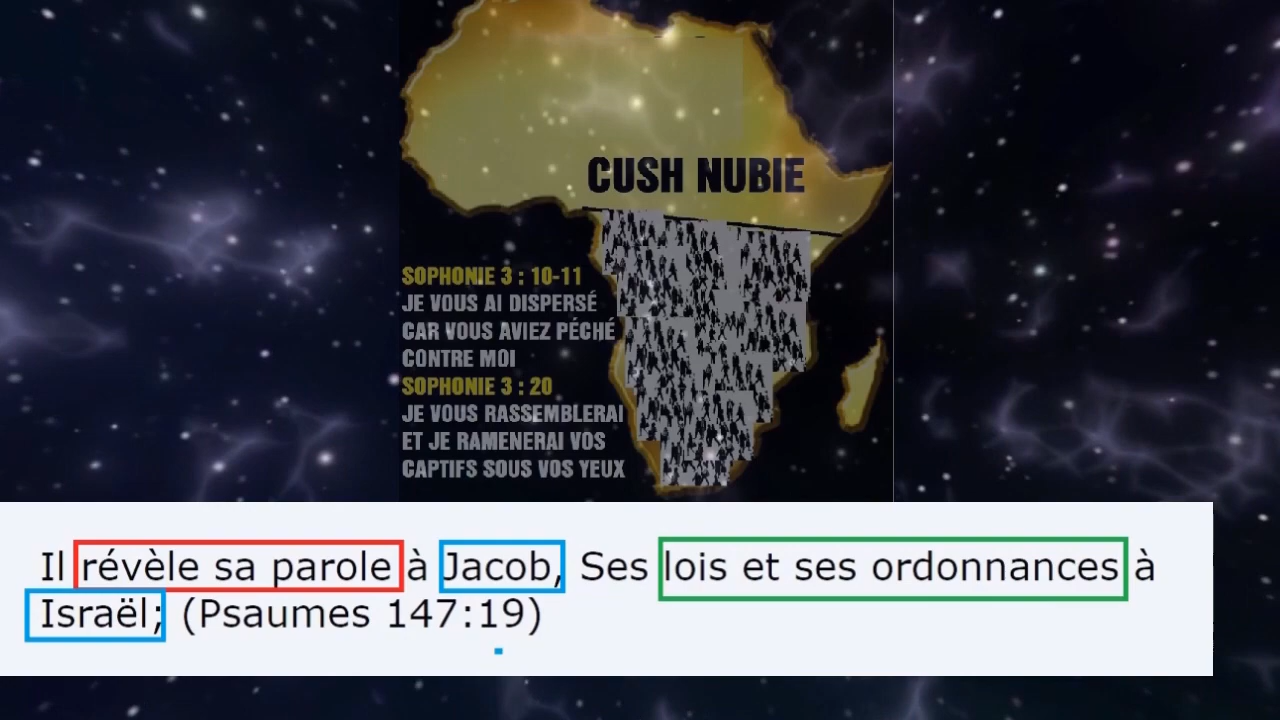 CUSH NUBIE
SOPHONIE 3 : 10-11
JE VOUS AI DISPERSÉ
CAR VOUS AVIEZ PÉCHÉ
CONTRE MOI
SOPHONIE 3 : 20
JE VOUS RASSEMBLERAI
ET JE RAMENERAI VOS
CAPTIFS SOUS VOS YEUX
Il révèle sa parole à Jacob, Ses lois et ses ordonnances à
Israël; (Psaumes 147:19)